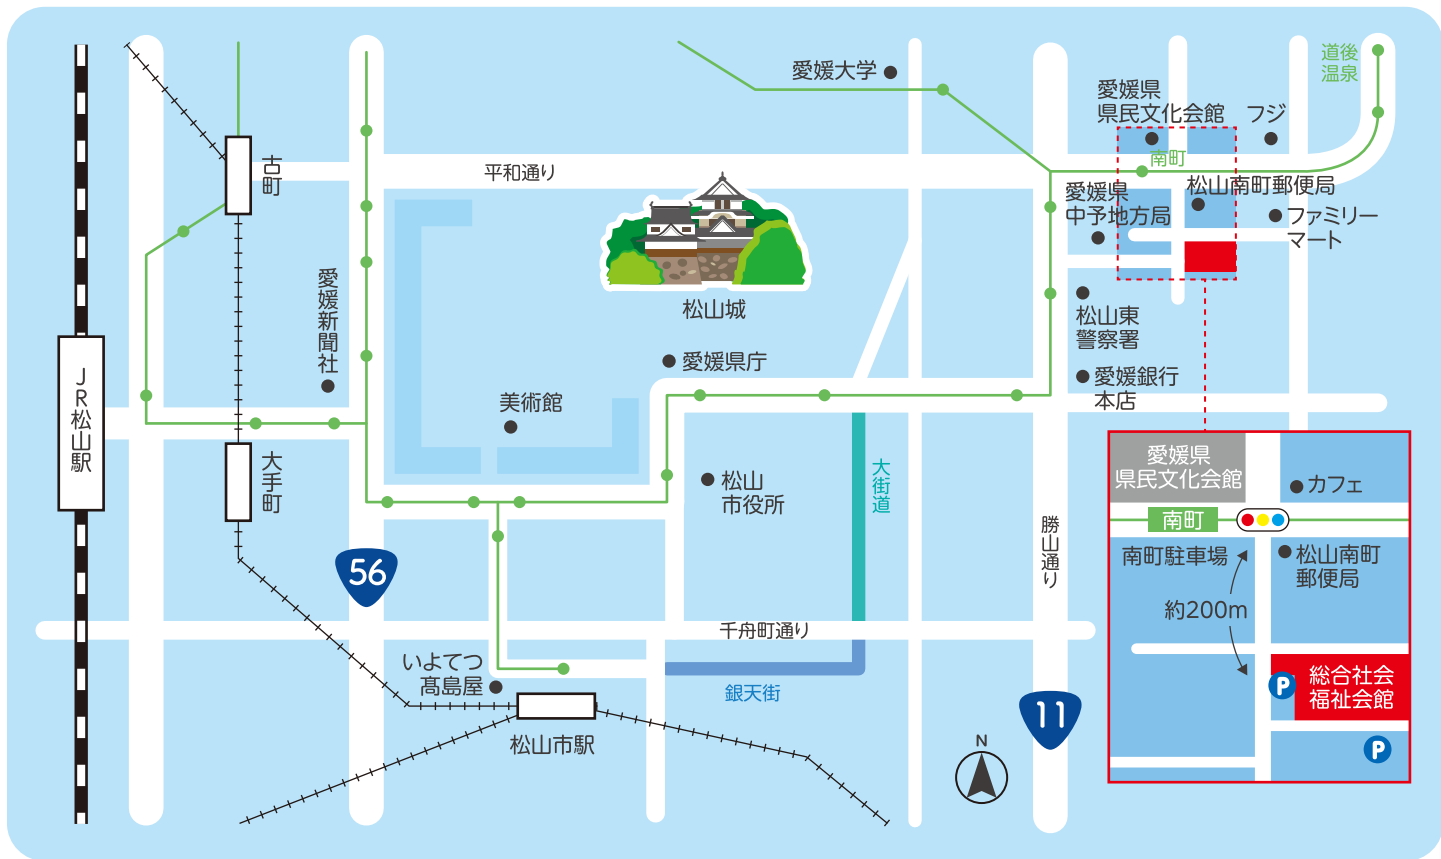 愛媛大学
道後
温泉
愛媛県
県民文化会館
フジ
南町
古町
平和通り
愛媛県
中予地方局
松山南町郵便局
ファミリー
マート
愛媛新聞社
松山城
松山東
警察署
愛媛県庁
愛媛銀行
本店
JR松山駅
美術館
大手町
松山
市役所
大街道
勝山通り
56
千舟町通り
いよてつ
髙島屋
銀天街
松山市駅
11
N
愛媛県
県民文化会館
カフェ
南町
南町駐車場
松山南町
郵便局
約200m
総合社会
福祉会館
P
P